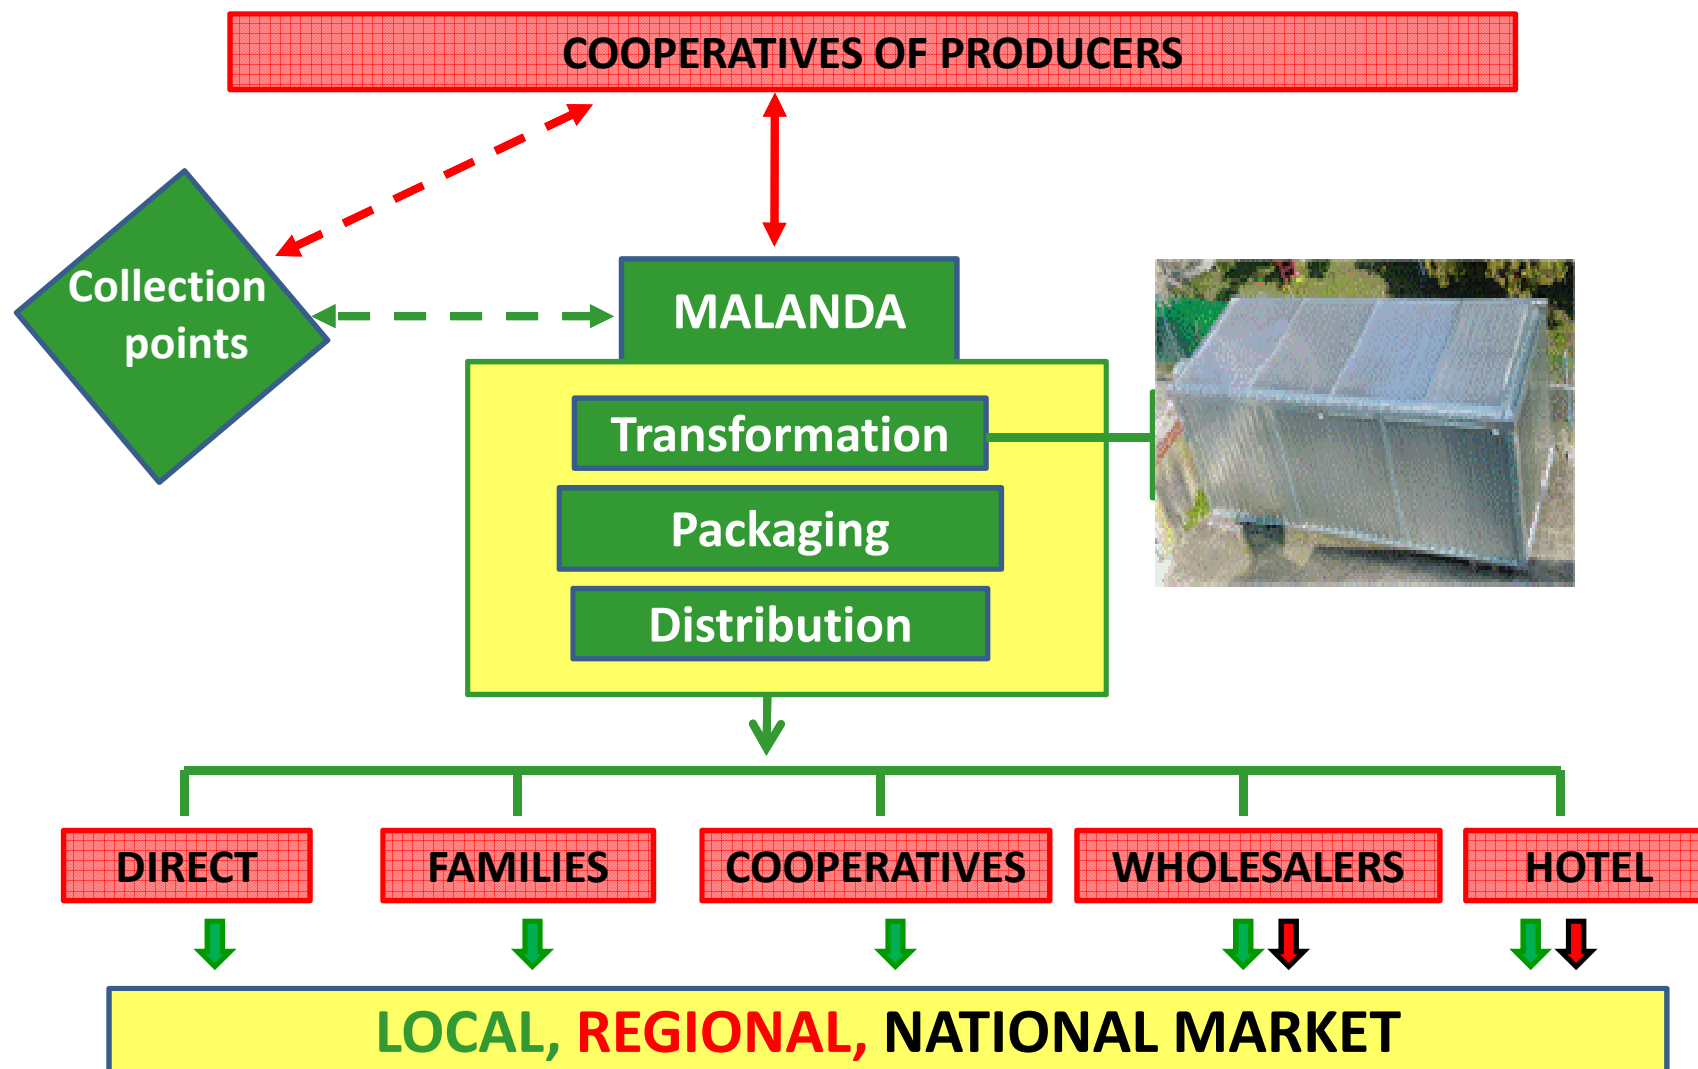 COOPERATIVES OF PRODUCERS
Collection
points
MALANDA
Transformation
Packaging
Distribution
DIRECT
FAMILIES
COOPERATIVES
WHOLESALERS
HOTEL
LOCAL, REGIONAL, NATIONAL MARKET